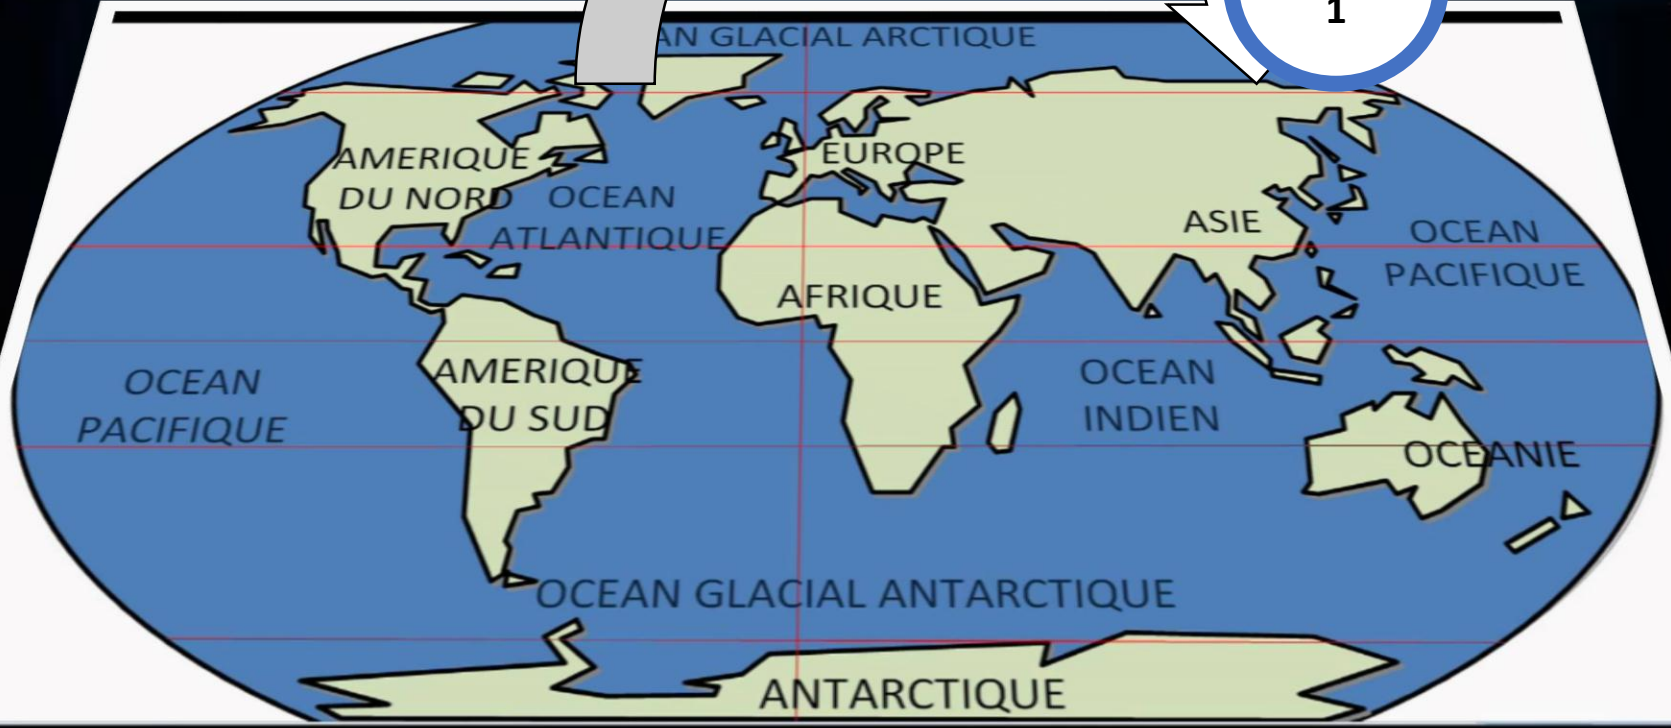 1
AN GLACIAL ARCTIQUE
AMERIQUE
DU NORD
OCEAN
ATLANTIQUE
EUROPE
ASIE
OCEAN
PACIFIQUE
AFRIQUE
OCEAN
PACIFIQUE
AMERIQUE
DU SUD
OCEAN
INDIEN
OCEANIE
OCEAN GLACIAL ANTARCTIQUE
ANTARCTIQUE